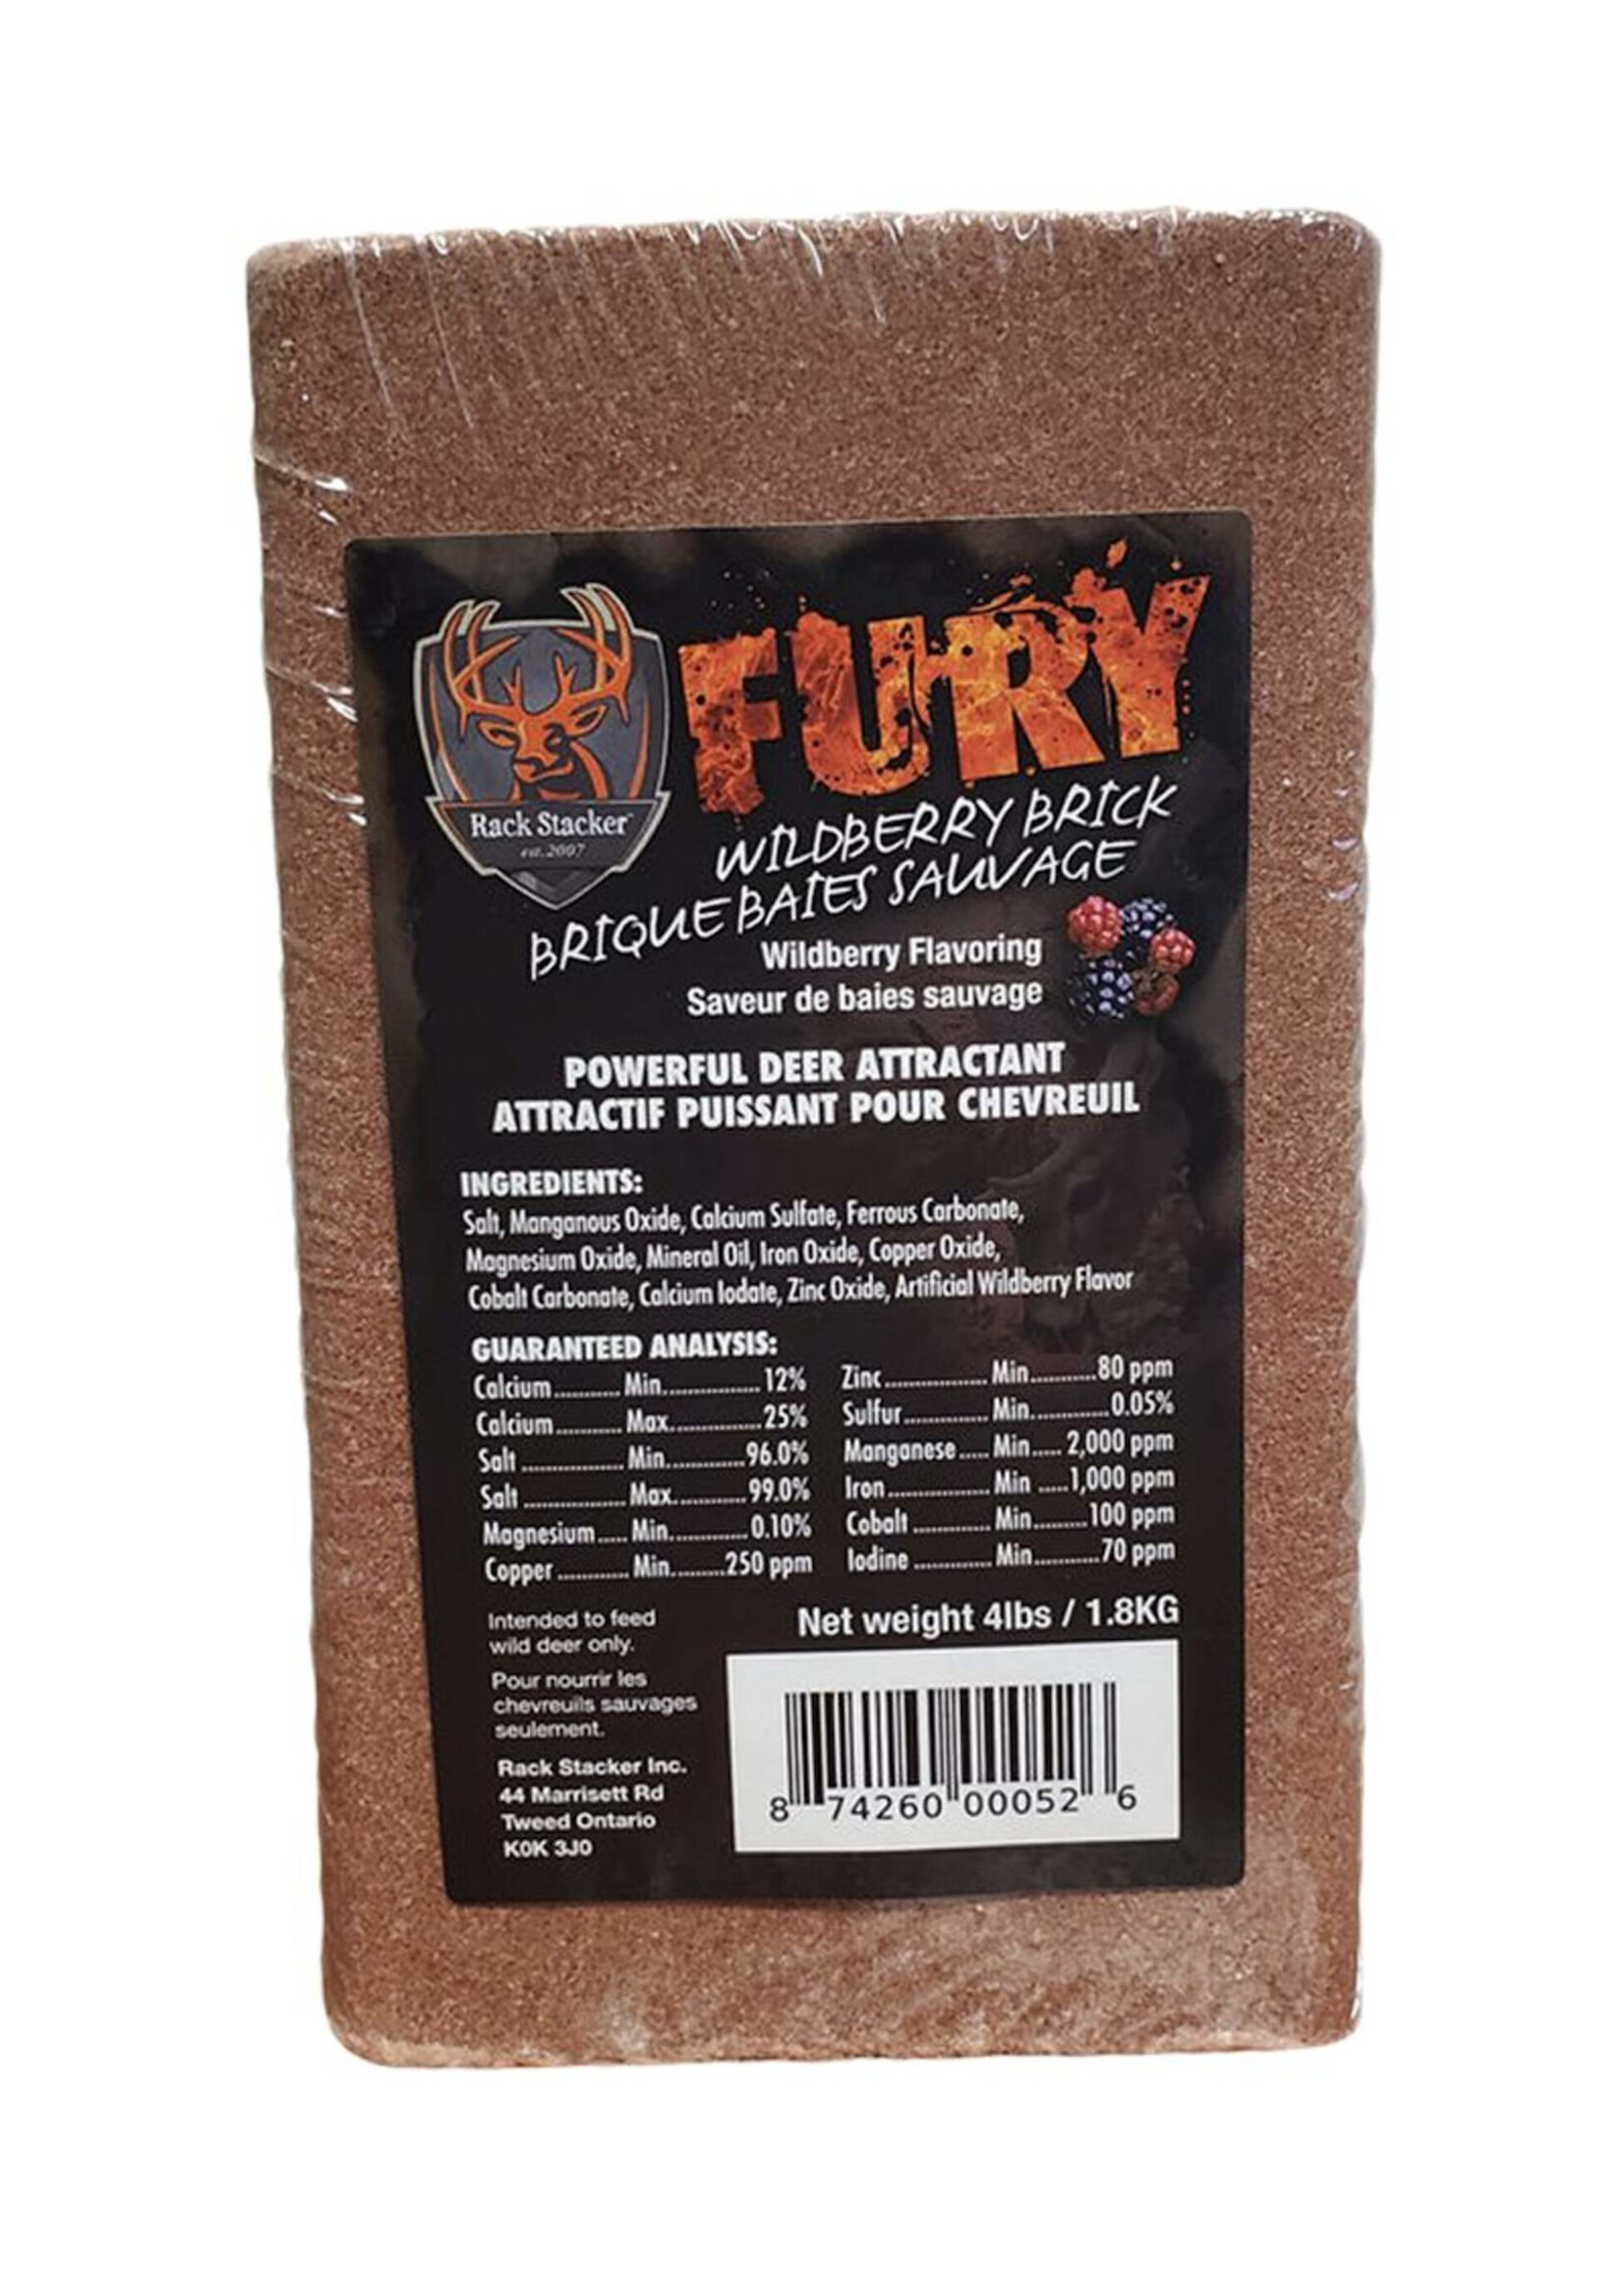 Rack Stacker
est.2007
FURY
WILDBERRY BRICK
BRIQUE BAIES SAUVAGE
Wildberry Flavoring
Saveur de baies sauvage
POWERFUL DEER ATTRACTANT
ATTRACTIF PUISSANT POUR CHEVREUIL
INGREDIENTS:
Salt, Manganous Oxide, Calcium Sulfate, Ferrous Carbonate,
Magnesium Oxide, Mineral Oil, Iron Oxide, Copper Oxide,
Cobalt Carbonate, Calcium Iodate, Zinc Oxide, Artificial Wildberry Flavor
GUARANTEED ANALYSIS:
Calcium........... Min................ 12%
Calcium........... Max................ 25%
Salt ................. Min............. 96.0%
Salt ................. Max............ 99.0%
Magnesium..... Min............. 0.10%
Copper ............ Min.........250 ppm
Zinc ................. Min...........80 ppm
Sulfur.............. Min.............0.05%
Manganese ..... Min..... 2,000 ppm
Iron ................. Min .....1,000 ppm
Cobalt ............. Min.........100 ppm
Iodine ............. Min...........70 ppm
Net weight 4lbs / 1.8KG
Intended to feed
wild deer only.
Pour nourrir les
chevreuils sauvages
seulement.
Rack Stacker Inc.
44 Marrisett Rd
Tweed Ontario
K0K 3J0
8 74260 00052 6